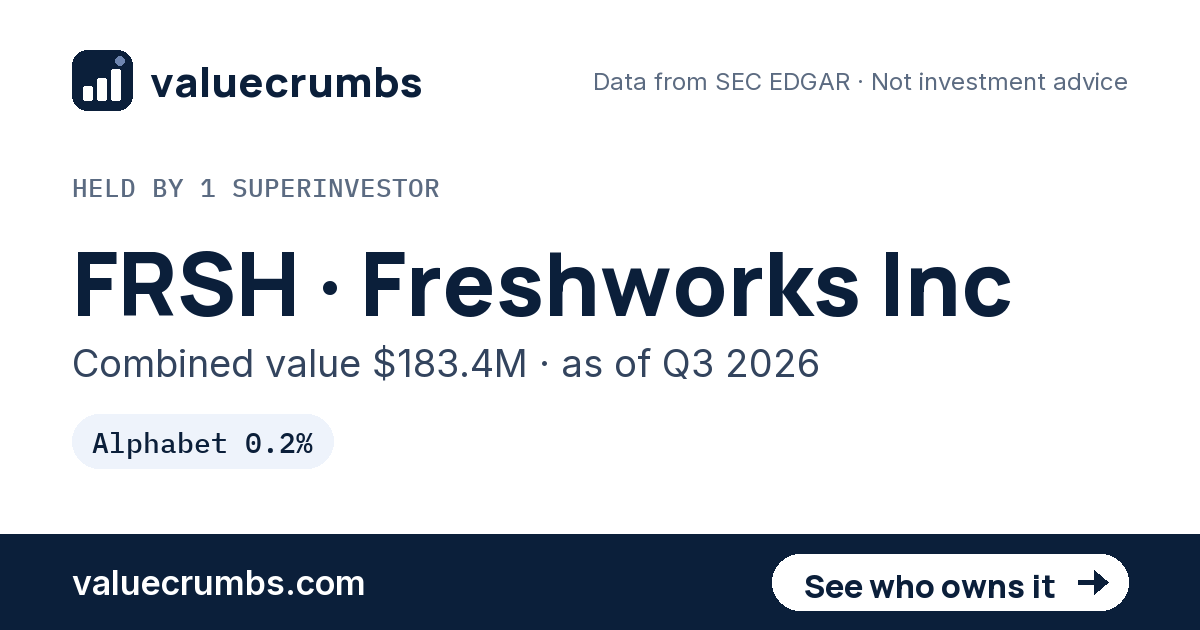 valuecrumbs
Data from SEC EDGAR · Not investment advice
HELD BY 1 SUPERINVESTOR
FRSH · Freshworks Inc
Combined value $183.4M · as of Q3 2026
Alphabet 0.2%
valuecrumbs.com
See who owns it →